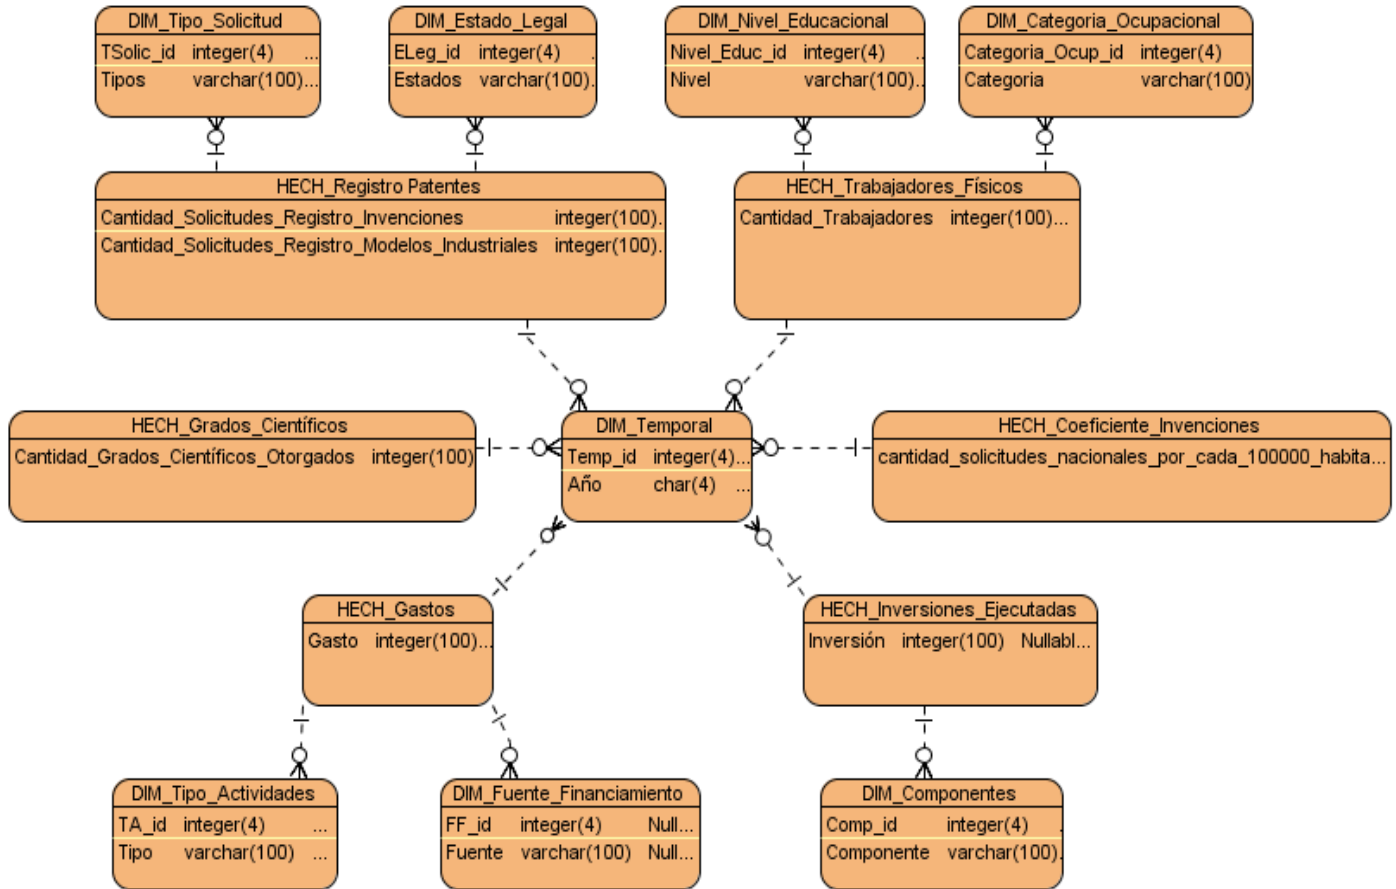 DIM_Tipo_Solicitud
TSolic_id integer(4) ...
Tipos varchar(100)...
DIM_Estado_Legal
ELeg_id integer(4) .
Estados varchar(100).
DIM_Nivel_Educacional
Nivel_Educ_id integer(4) ..
Nivel varchar(100)..
DIM_Categoria_Ocupacional
Categoria_Ocup_id integer(4)
Categoria varchar(100)
HECH_Registro Patentes
Cantidad_Solicitudes_Registro_Invenciones integer(100).
Cantidad_Solicitudes_Registro_Modelos_Industriales integer(100).
HECH_Trabajadores_Físicos
Cantidad_Trabajadores integer(100)...
HECH_Grados_Científicos
Cantidad_Grados_Científicos_Otorgados integer(100)
DIM_Temporal
Temp_id integer(4)...
Año char(4) ...
HECH_Coeficiente_Invenciones
cantidad_solicitudes_nacionales_por_cada_100000_habita...
HECH_Gastos
Gasto integer(100)...
HECH_Inversiones_Ejecutadas
Inversión integer(100) Nullabl...
DIM_Tipo_Actividades
TA_id integer(4) ...
Tipo varchar(100) ...
DIM_Fuente_Financiamiento
FF_id integer(4) Null...
Fuente varchar(100) Null...
DIM_Componentes
Comp_id integer(4) .
Componente varchar(100).